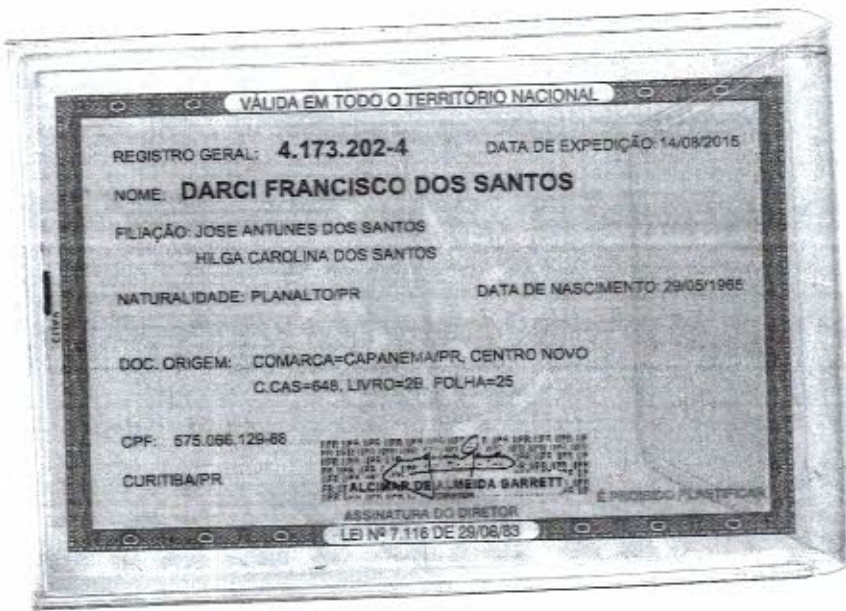 VÁLIDA EM TODO O TERRITÓRIO NACIONAL
REGISTRO GERAL: 4.173.202-4 DATA DE EXPEDIÇÃO: 14/08/2015
NOME: DARCI FRANCISCO DOS SANTOS
FILIAÇÃO: JOSE ANTUNES DOS SANTOS
HILGA CAROLINA DOS SANTOS
NATURALIDADE: PLANALTO/PR DATA DE NASCIMENTO: 29/05/1965
DOC. ORIGEM: COMARCA=CAPANEMA/PR, CENTRO NOVO
C.CAS=648, LIVRO=2B, FOLHA=25
CPF: 575.066.129-68
CURITIBA/PR
ALCIMAR DE ALMEIDA GARRETT
É PROIBIDO PLASTIFICAR
ASSINATURA DO DIRETOR
LEI Nº 7.116 DE 29/08/83